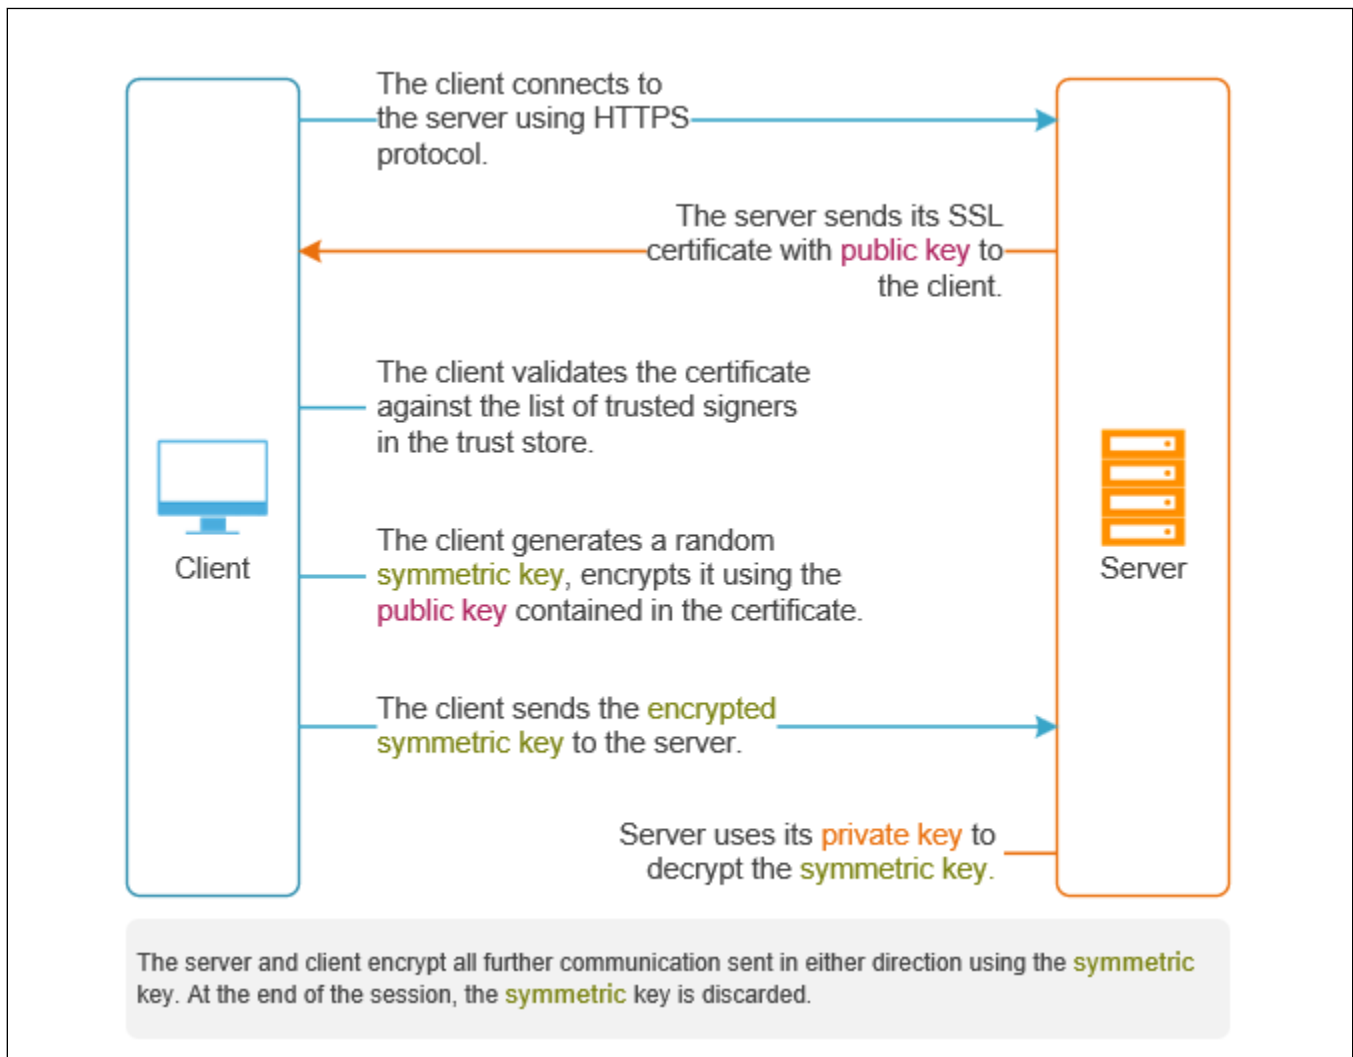 The client connects to
the server using HTTPS
protocol.
The server sends its SSL
certificate with public key to
the client.
The client validates the certificate
against the list of trusted signers
in the trust store.
The client generates a random
symmetric key, encrypts it using the
public key contained in the certificate.
Client
Server
The client sends the encrypted
symmetric key to the server.
Server uses its private key to
decrypt the symmetric key.
The server and client encrypt all further communication sent in either direction using the symmetric
key. At the end of the session, the symmetric key is discarded.